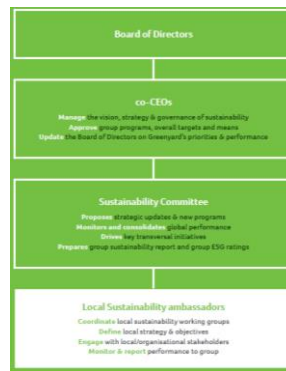 Board of Directors
co-CEOs
Manage the vision, strategy & governance of sustainability
Approve group programs, overall targets and means
Update the Board of Directors on Greenyard's priorities & performance
Sustainability Committee
Proposes strategic updates & new programs
Monitors and consolidates global performance
Drives key transversal initiatives
Prepares group sustainability report and group ESG ratings
Local Sustainability ambassadors
Coordinate local sustainability working groups
Define local strategy & objectives
Engage with local/organisational stakeholders
Monitor & report performance to group